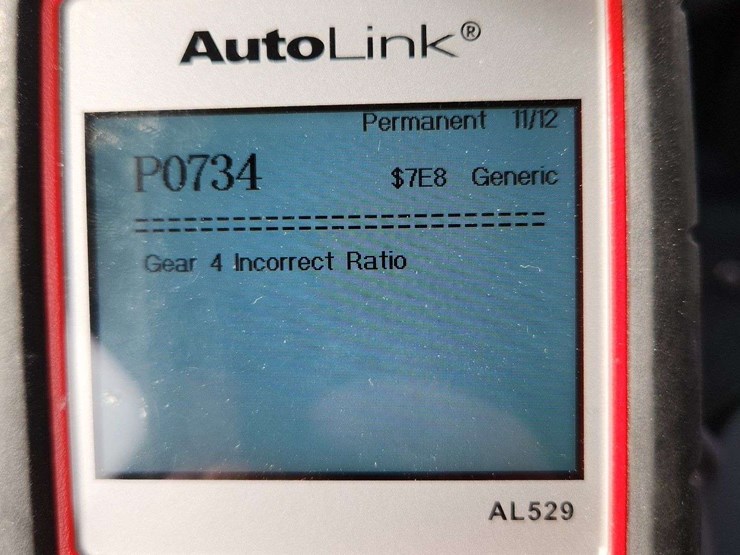 AutoLink®
Permanent 11/12
P0734 $7E8 Generic
Gear 4 Incorrect Ratio
AL529